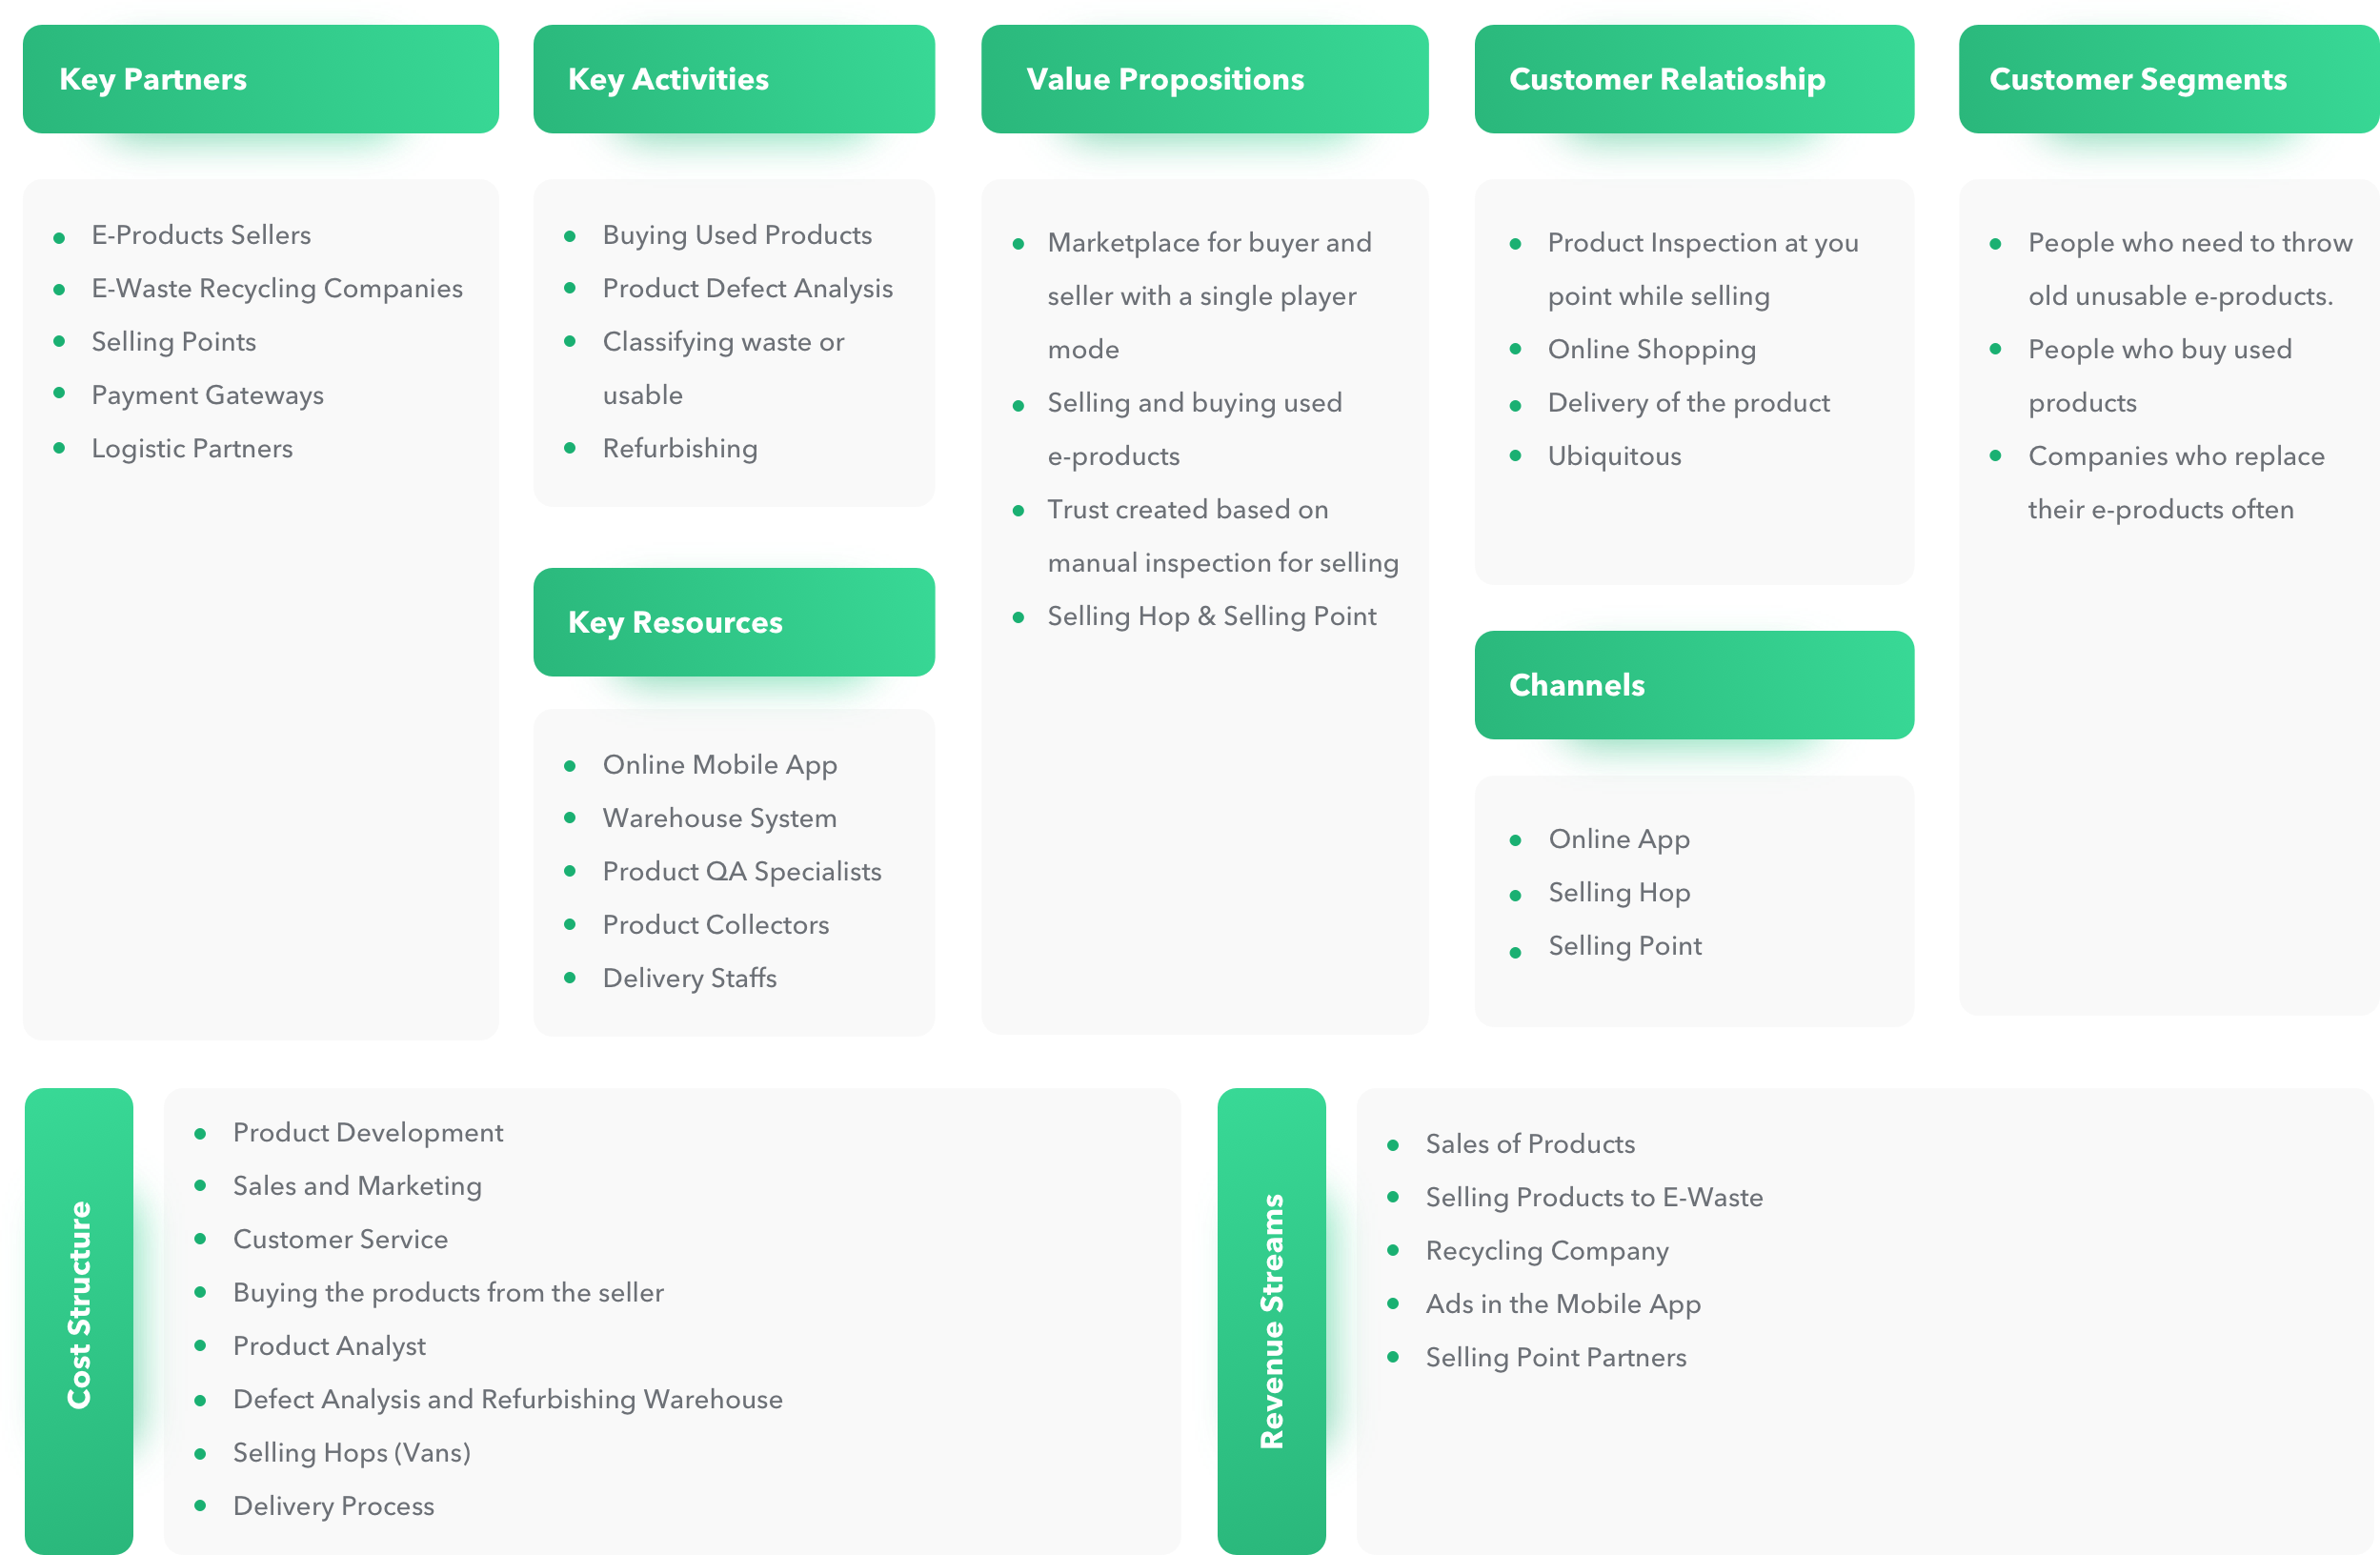 Key Partners
E-Products Sellers
E-Waste Recycling Companies
Selling Points
Payment Gateways
Logistic Partners
Key Activities
Buying Used Products
Product Defect Analysis
Classifying waste or
usable
Refurbishing
Key Resources
Online Mobile App
Warehouse System
Product QA Specialists
Product Collectors
Delivery Staffs
Value Propositions
Marketplace for buyer and
seller with a single player
mode
Selling and buying used
e-products
Trust created based on
manual inspection for selling
Selling Hop & Selling Point
Customer Relatioship
Product Inspection at you
point while selling
Online Shopping
Delivery of the product
Ubiquitous
Channels
Online App
Selling Hop
Selling Point
Customer Segments
People who need to throw
old unusable e-products.
People who buy used
products
Companies who replace
their e-products often
Cost Structure
Product Development
Sales and Marketing
Customer Service
Buying the products from the seller
Product Analyst
Defect Analysis and Refurbishing Warehouse
Selling Hops (Vans)
Delivery Process
Revenue Streams
Sales of Products
Selling Products to E-Waste
Recycling Company
Ads in the Mobile App
Selling Point Partners